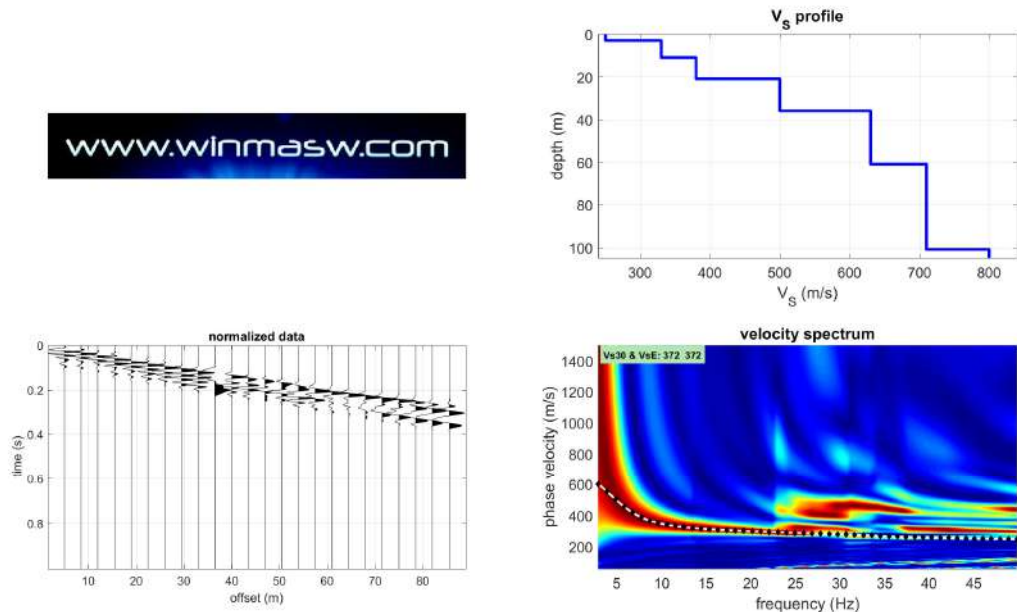 www.winmasw.com
V_S profile
depth (m)
0
20
40
60
80
100
300 400 500 600 700 800
V_S (m/s)
normalized data
time (s)
0
0.2
0.4
0.6
0.8
10 20 30 40 50 60 70 80
offset (m)
velocity spectrum
Vs30 & VsE: 372 372
phase velocity (m/s)
1400
1200
1000
800
600
400
200
5 10 15 20 25 30 35 40 45
frequency (Hz)